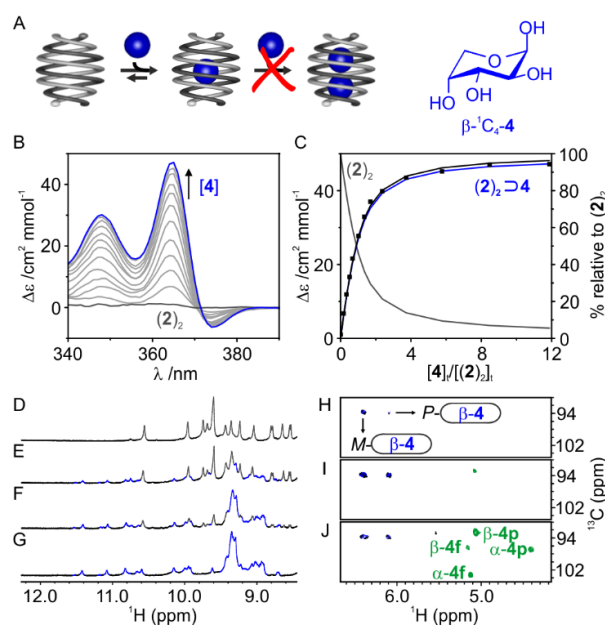 A
HO
OH
O
HO
OH
β-¹C₄-4
B
Δε /cm² mmol⁻¹
40
20
0
[4]
(2)₂
340 360 380
λ /nm
C
Δε /cm² mmol⁻¹
40
20
0
(2)₂
(2)₂⊃4
100
80
60
40
20
0
% relative to (2)₂
0 4 8 12
[4]ₜ/[(2)₂]ₜ
D
E
F
G
12.0 11.0 10.0 9.0
¹H (ppm)
H
P- β-4
M- β-4
94
102
I
94
102
J
β-4p
β-4f α-4p
α-4f
94
102
¹³C (ppm)
6.0 5.0
¹H (ppm)